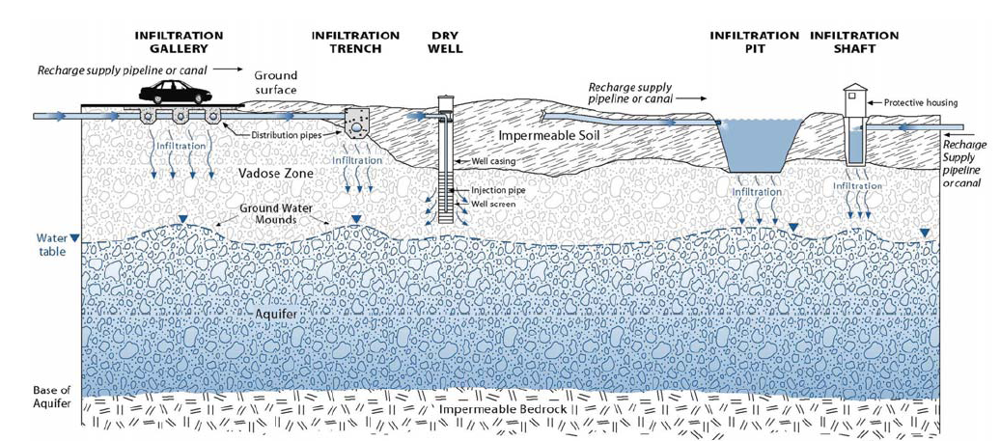 INFILTRATION
GALLERY
INFILTRATION
TRENCH
DRY
WELL
INFILTRATION
PIT
INFILTRATION
SHAFT
Recharge supply pipeline or canal
Ground
surface
Recharge supply
pipeline or canal
Protective housing
Distribution pipes
Impermeable Soil
Infiltration
Infiltration
Well casing
Recharge
Supply
pipeline
or canal
Vadose Zone
Injection pipe
Well screen
Infiltration
Infiltration
Ground Water
Mounds
Water
table
Aquifer
Base of
Aquifer
Impermeable Bedrock